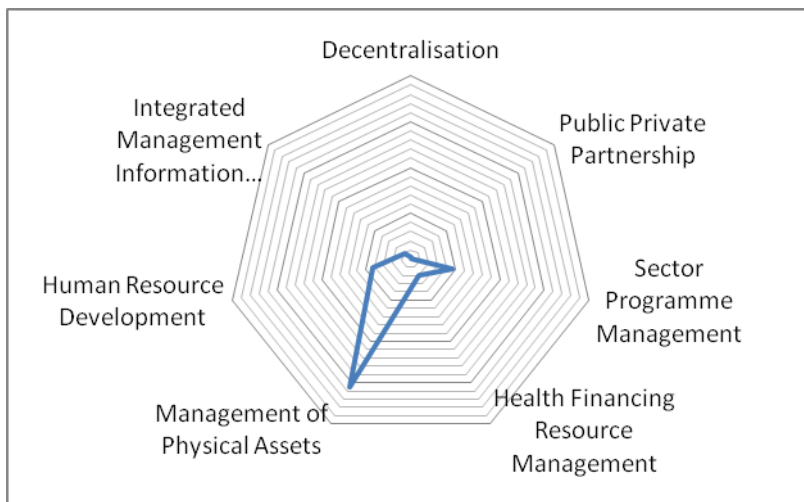 Decentralisation
Public Private
Partnership
Sector
Programme
Management
Health Financing
Resource
Management
Management of
Physical Assets
Human Resource
Development
Integrated
Management
Information...